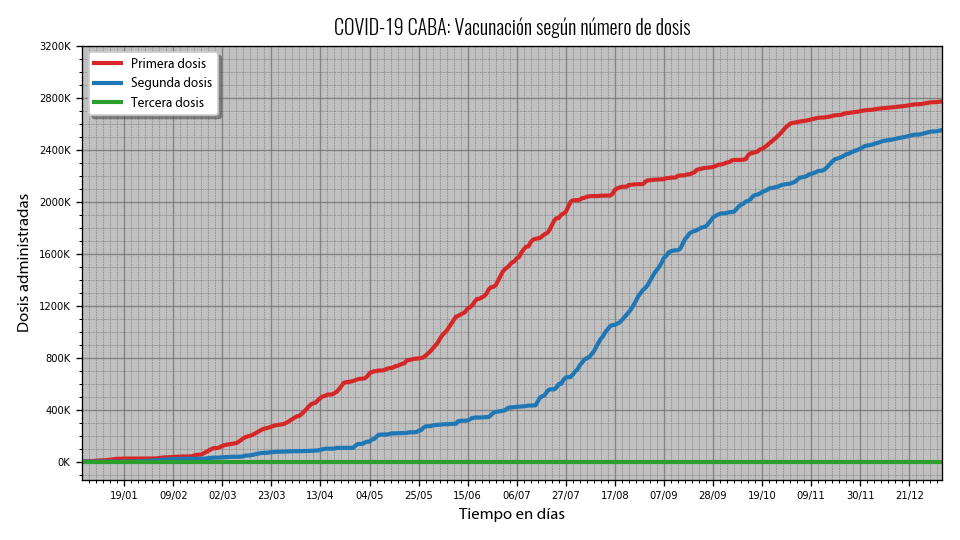 COVID-19 CABA: Vacunación según número de dosis
Primera dosis
Segunda dosis
Tercera dosis
Dosis administradas
3200K
2800K
2400K
2000K
1600K
1200K
800K
400K
0K
19/01 09/02 02/03 23/03 13/04 04/05 25/05 15/06 06/07 27/07 17/08 07/09 28/09 19/10 09/11 30/11 21/12
Tiempo en días